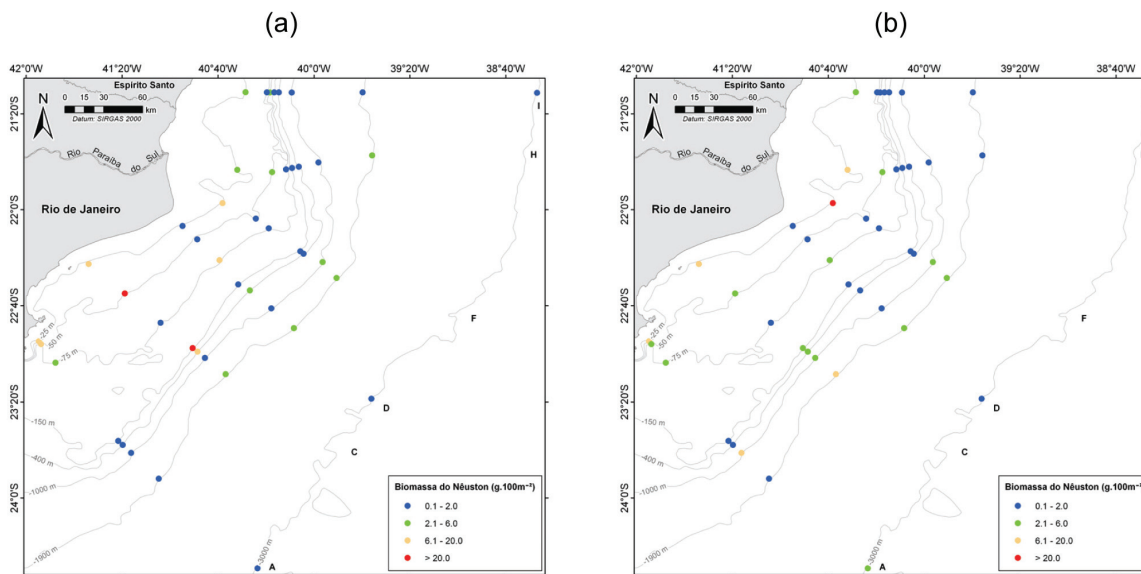 (a)
42°0'W 41°20'W 40°40'W 40°0'W 39°20'W 38°40'W
Espirito Santo
N
0 15 30 45 60
km
Datum: SIRGAS 2000
21°20'S
I
H
Rio Paraíba do Sul
22°0'S
Rio de Janeiro
22°40'S
-25 m
-50 m
-75 m
F
23°20'S
D
-150 m
C
-400 m
-1000 m
24°0'S
-1900 m
-3000 m
A
Biomassa do Nêuston (g.100m⁻³)
0.1 - 2.0
2.1 - 6.0
6.1 - 20.0
> 20.0
(b)
42°0'W 41°20'W 40°40'W 40°0'W 39°20'W 38°40'W
Espirito Santo
N
0 15 30 45 60
km
Datum: SIRGAS 2000
21°20'S
Rio Paraíba do Sul
22°0'S
Rio de Janeiro
22°40'S
-25 m
-50 m
-75 m
F
23°20'S
D
-150 m
C
-400 m
-1000 m
24°0'S
-1900 m
-3000 m
A
Biomassa do Nêuston (g.100m⁻³)
0.1 - 2.0
2.1 - 6.0
6.1 - 20.0
> 20.0